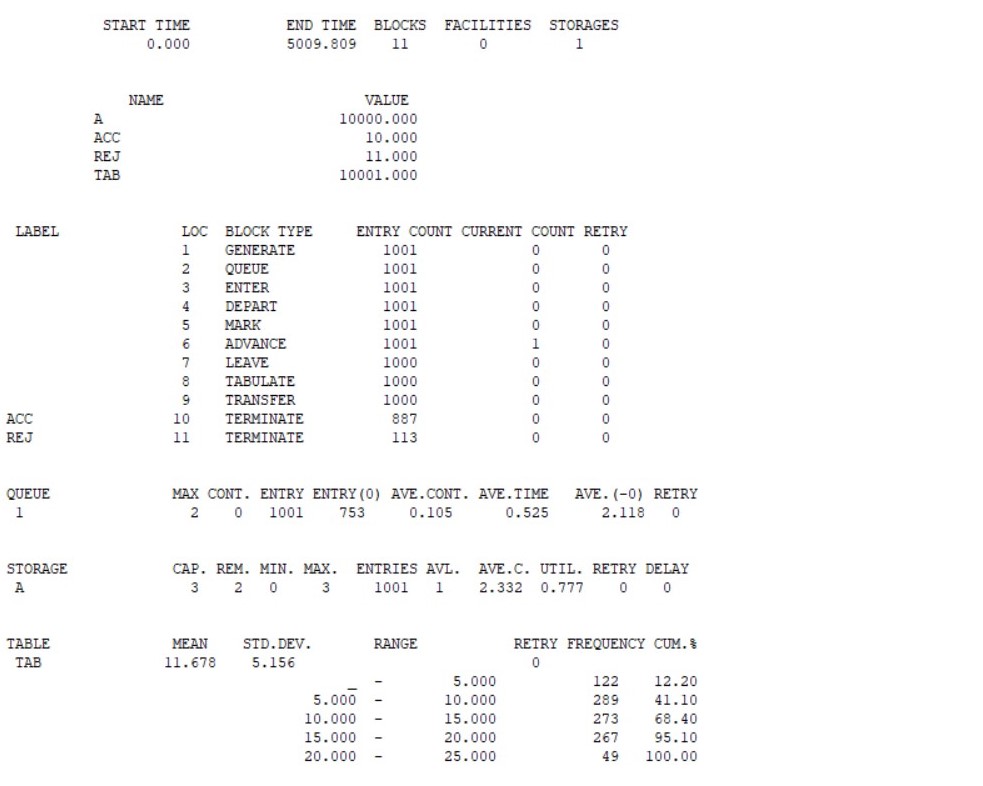 START TIME END TIME BLOCKS FACILITIES STORAGES
0.000 5009.809 11 0 1
NAME VALUE
A 10000.000
ACC 10.000
REJ 11.000
TAB 10001.000
LABEL LOC BLOCK TYPE ENTRY COUNT CURRENT COUNT RETRY
1 GENERATE 1001 0 0
2 QUEUE 1001 0 0
3 ENTER 1001 0 0
4 DEPART 1001 0 0
5 MARK 1001 0 0
6 ADVANCE 1001 1 0
7 LEAVE 1000 0 0
8 TABULATE 1000 0 0
9 TRANSFER 1000 0 0
ACC 10 TERMINATE 887 0 0
REJ 11 TERMINATE 113 0 0
QUEUE MAX CONT. ENTRY ENTRY(0) AVE.CONT. AVE.TIME AVE.(-0) RETRY
1 2 0 1001 753 0.105 0.525 2.118 0
STORAGE CAP. REM. MIN. MAX. ENTRIES AVL. AVE.C. UTIL. RETRY DELAY
A 3 2 0 3 1001 1 2.332 0.777 0 0
TABLE MEAN STD.DEV. RANGE RETRY FREQUENCY CUM.%
TAB 11.678 5.156 0
_ - 5.000 122 12.20
5.000 - 10.000 289 41.10
10.000 - 15.000 273 68.40
15.000 - 20.000 267 95.10
20.000 - 25.000 49 100.00